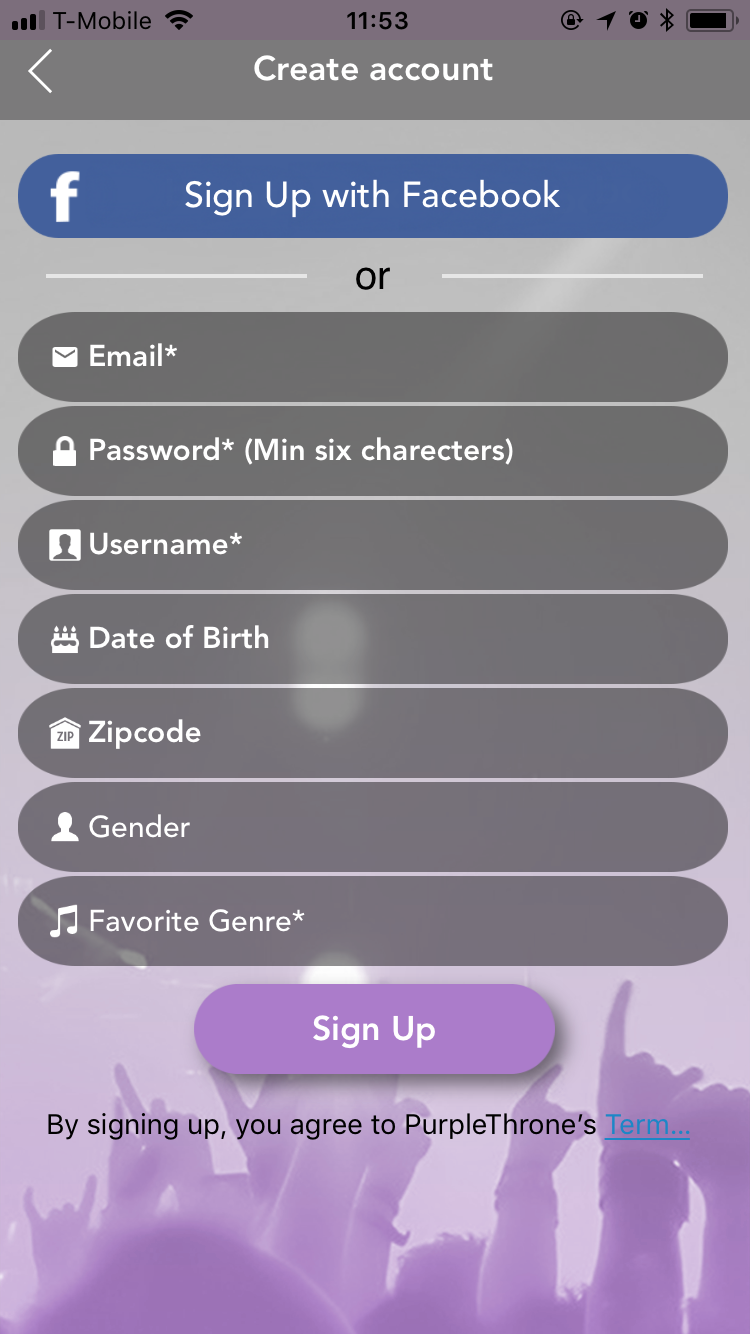 T-Mobile 11:53
Create account
f Sign Up with Facebook
or
Email*
Password* (Min six charecters)
Username*
Date of Birth
ZIP Zipcode
Gender
Favorite Genre*
Sign Up
By signing up, you agree to PurpleThrone’s Term...